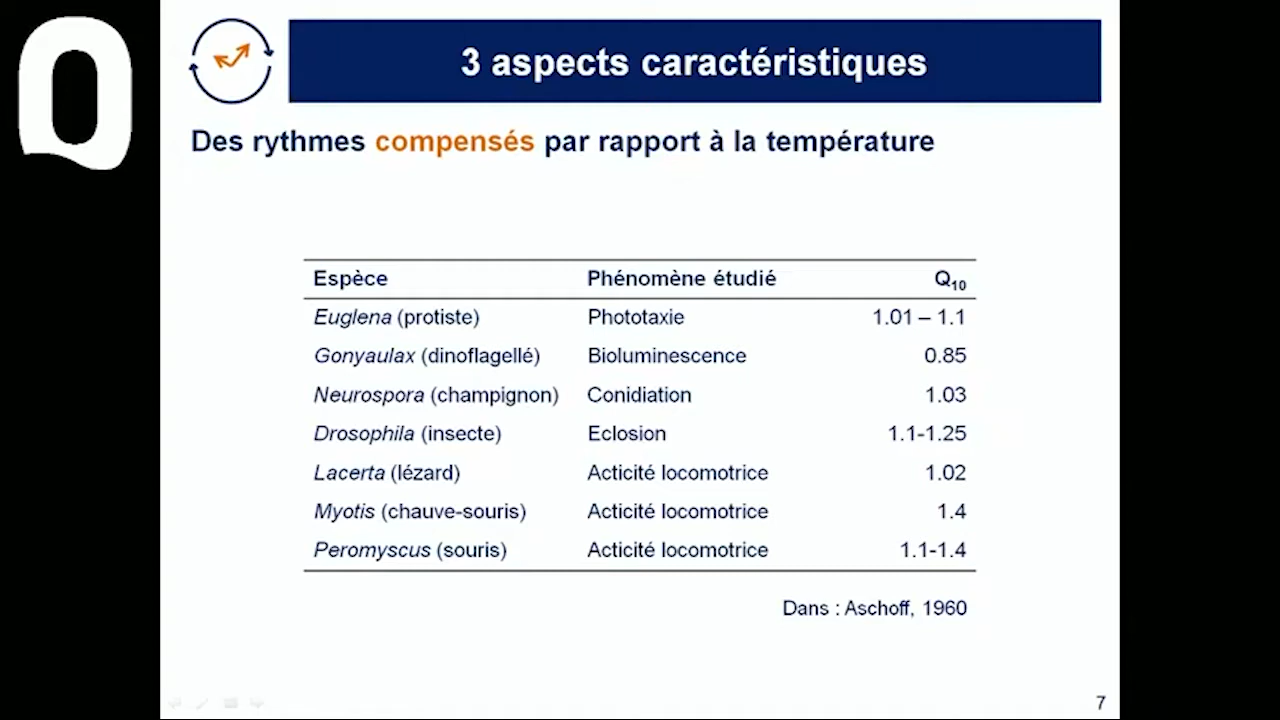 Q
3 aspects caractéristiques
Des rythmes compensés par rapport à la température
Espèce Phénomène étudié Q10
Euglena (protiste) Phototaxie 1.01 – 1.1
Gonyaulax (dinoflagellé) Bioluminescence 0.85
Neurospora (champignon) Conidiation 1.03
Drosophila (insecte) Eclosion 1.1-1.25
Lacerta (lézard) Acticité locomotrice 1.02
Myotis (chauve-souris) Acticité locomotrice 1.4
Peromyscus (souris) Acticité locomotrice 1.1-1.4
Dans : Aschoff, 1960
7